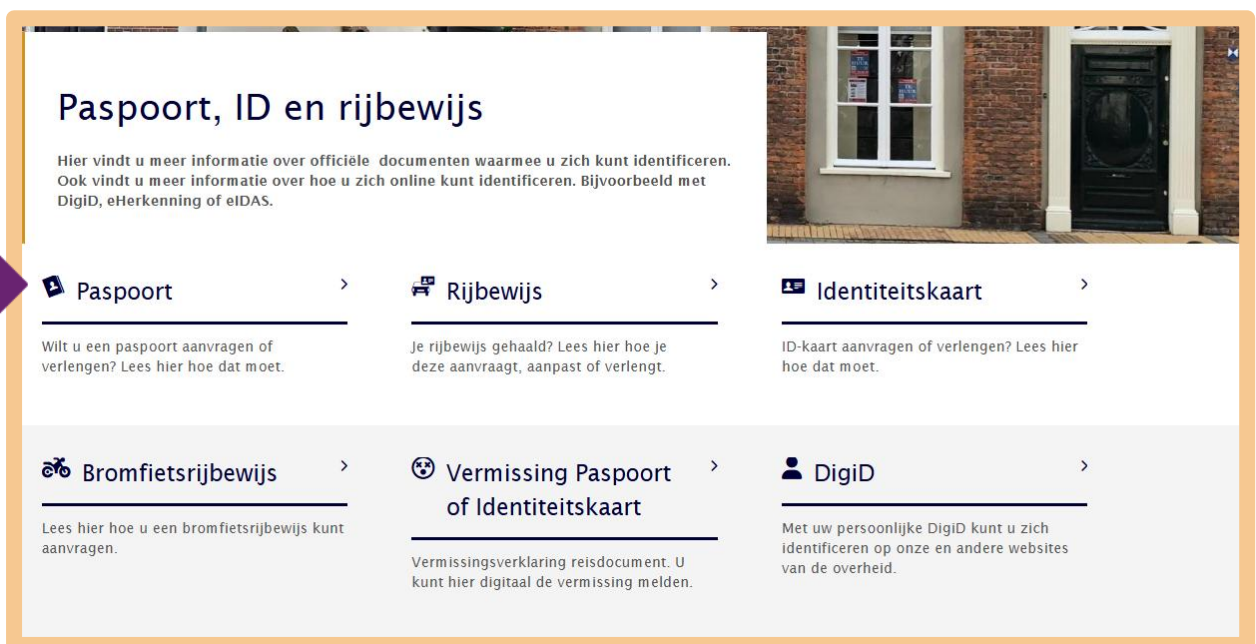 Paspoort, ID en rijbewijs
Hier vindt u meer informatie over officiële documenten waarmee u zich kunt identificeren.
Ook vindt u meer informatie over hoe u zich online kunt identificeren. Bijvoorbeeld met
DigiD, eHerkenning of eIDAS.
Paspoort
Wilt u een paspoort aanvragen of
verlengen? Lees hier hoe dat moet.
Rijbewijs
Je rijbewijs gehaald? Lees hier hoe je
deze aanvraagt, aanpast of verlengt.
Identiteitskaart
ID-kaart aanvragen of verlengen? Lees hier
hoe dat moet.
Bromfietsrijbewijs
Lees hier hoe u een bromfietsrijbewijs kunt
aanvragen.
Vermissing Paspoort
of Identiteitskaart
Vermissingsverklaring reisdocument. U
kunt hier digitaal de vermissing melden.
DigiD
Met uw persoonlijke DigiD kunt u zich
identificeren op onze en andere websites
van de overheid.